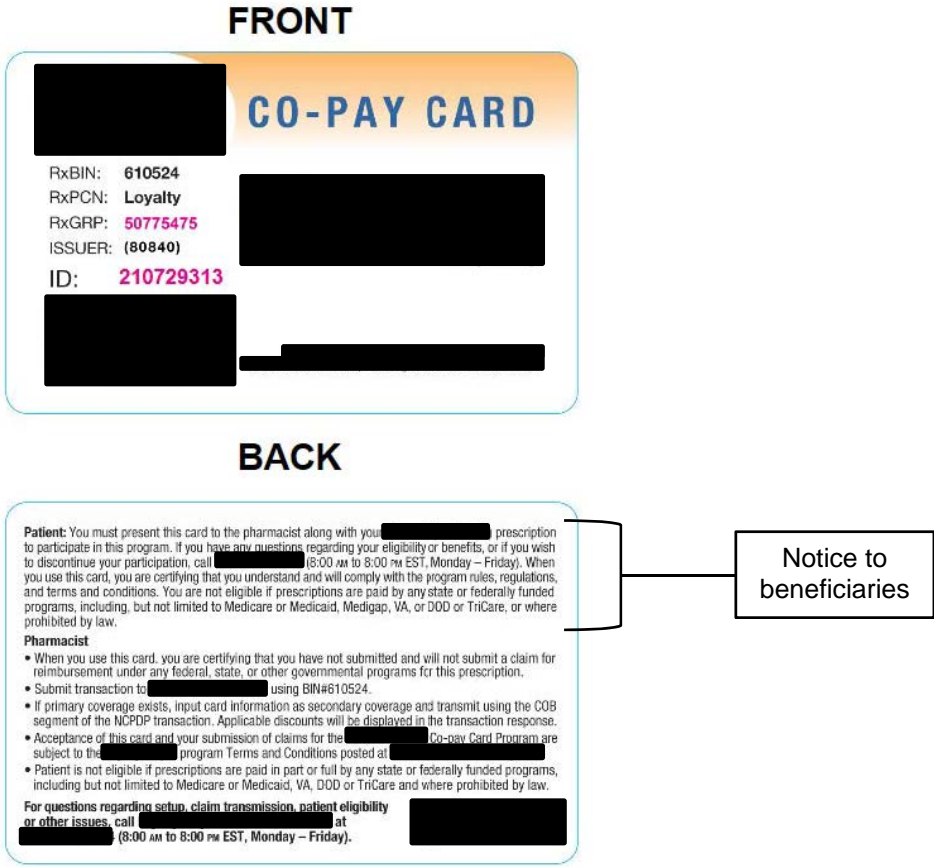 FRONT
CO-PAY CARD
RxBIN: 610524
RxPCN: Loyalty
RxGRP: 50775475
ISSUER: (80840)
ID: 210729313
BACK
Patient: You must present this card to the pharmacist along with your prescription
to participate in this program. If you have any questions regarding your eligibility or benefits, or if you wish
to discontinue your participation, call (8:00 AM to 8:00 PM EST, Monday – Friday). When
you use this card, you are certifying that you understand and will comply with the program rules, regulations,
and terms and conditions. You are not eligible if prescriptions are paid by any state or federally funded
programs, including, but not limited to Medicare or Medicaid, Medigap, VA, or DOD or TriCare, or where
prohibited by law.
Notice to
beneficiaries
Pharmacist
• When you use this card, you are certifying that you have not submitted and will not submit a claim for
reimbursement under any federal, state, or other governmental programs for this prescription.
• Submit transaction to using BIN#610524.
• If primary coverage exists, input card information as secondary coverage and transmit using the COB
segment of the NCPDP transaction. Applicable discounts will be displayed in the transaction response.
• Acceptance of this card and your submission of claims for the Co-pay Card Program are
subject to the program Terms and Conditions posted at
• Patient is not eligible if prescriptions are paid in part or full by any state or federally funded programs,
including but not limited to Medicare or Medicaid, VA, DOD or TriCare and where prohibited by law.
For questions regarding setup, claim transmission, patient eligibility
or other issues, call at
(8:00 AM to 8:00 PM EST, Monday – Friday).